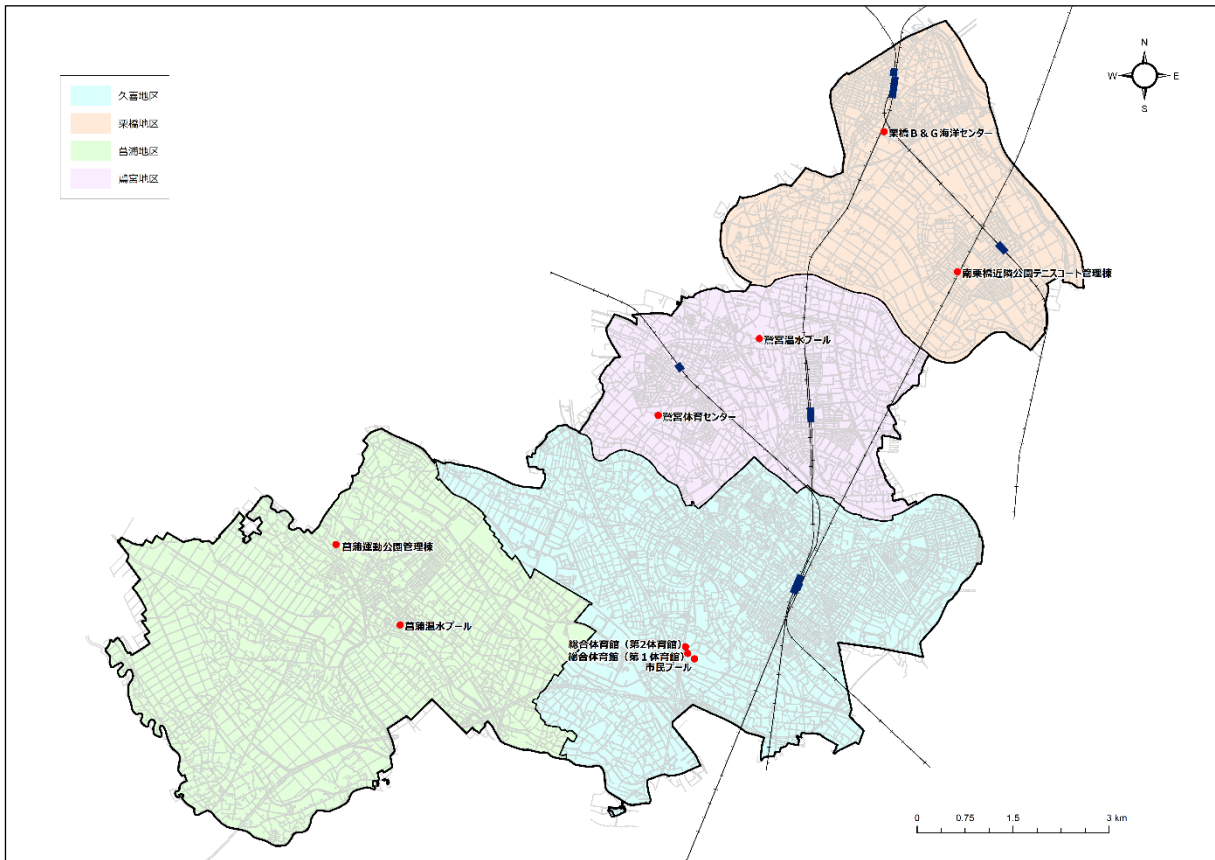 久喜地区
栗橋地区
菖蒲地区
鷲宮地区
N
W
E
S
栗橋B&G海洋センター
南栗橋近隣公園テニスコート管理棟
鷲宮温水プール
鷲宮体育センター
菖蒲運動公園管理棟
菖蒲温水プール
総合体育館（第2体育館）
総合体育館（第1体育館）
市民プール
0 0.75 1.5 3 km